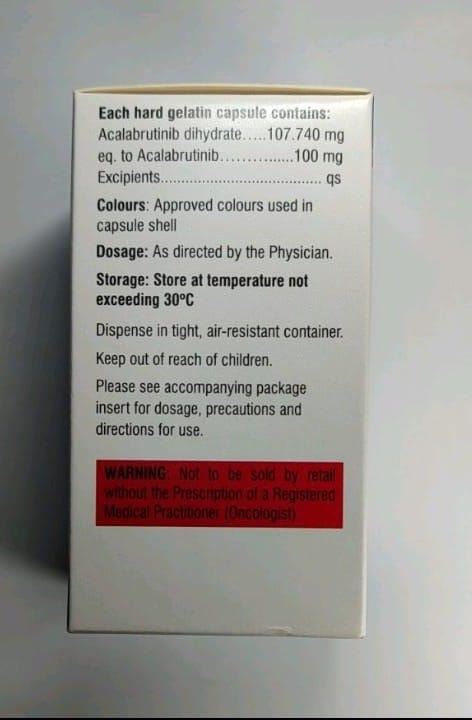 Each hard gelatin capsule contains:
Acalabrutinib dihydrate.....107.740 mg
eq. to Acalabrutinib..............100 mg
Excipients...................................... qs
Colours: Approved colours used in
capsule shell
Dosage: As directed by the Physician.
Storage: Store at temperature not
exceeding 30ºC
Dispense in tight, air-resistant container.
Keep out of reach of children.
Please see accompanying package
insert for dosage, precautions and
directions for use.
WARNING: Not to be sold by retail
without the Prescription of a Registered
Medical Practitioner (Oncologist)